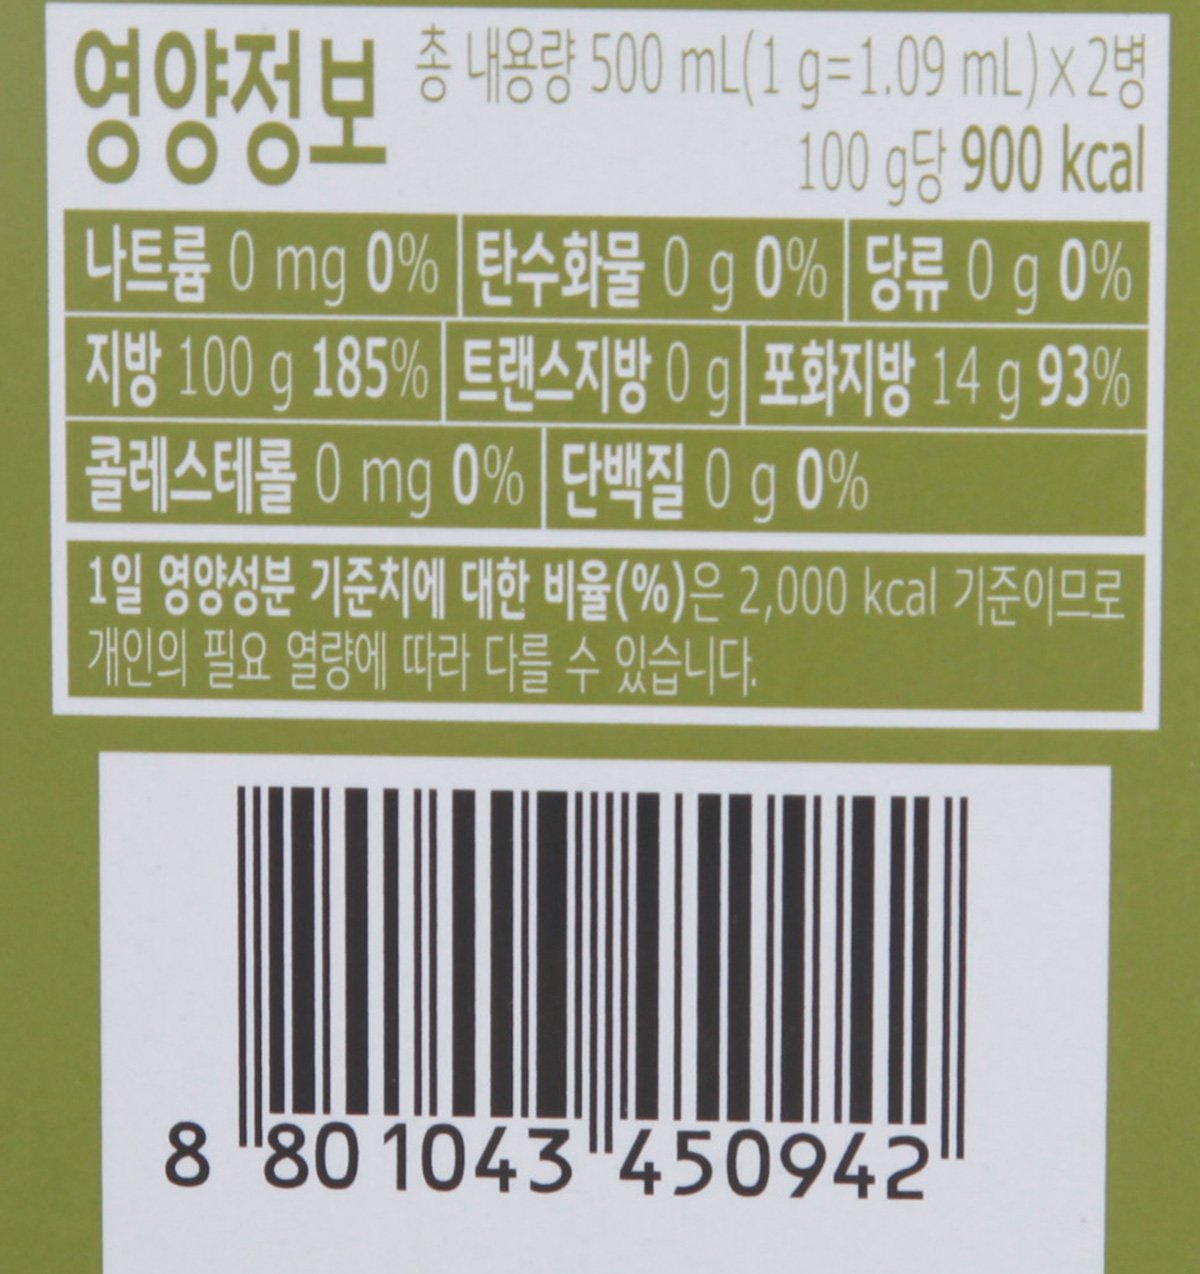 영양정보 총 내용량 500 mL(1 g=1.09 mL)×2병
100 g당 900 kcal
나트륨 0 mg 0% 탄수화물 0 g 0% 당류 0 g 0%
지방 100 g 185% 트랜스지방 0 g 포화지방 14 g 93%
콜레스테롤 0 mg 0% 단백질 0 g 0%
1일 영양성분 기준치에 대한 비율(%)은 2,000 kcal 기준이므로
개인의 필요 열량에 따라 다를 수 있습니다.
8 801043 450942